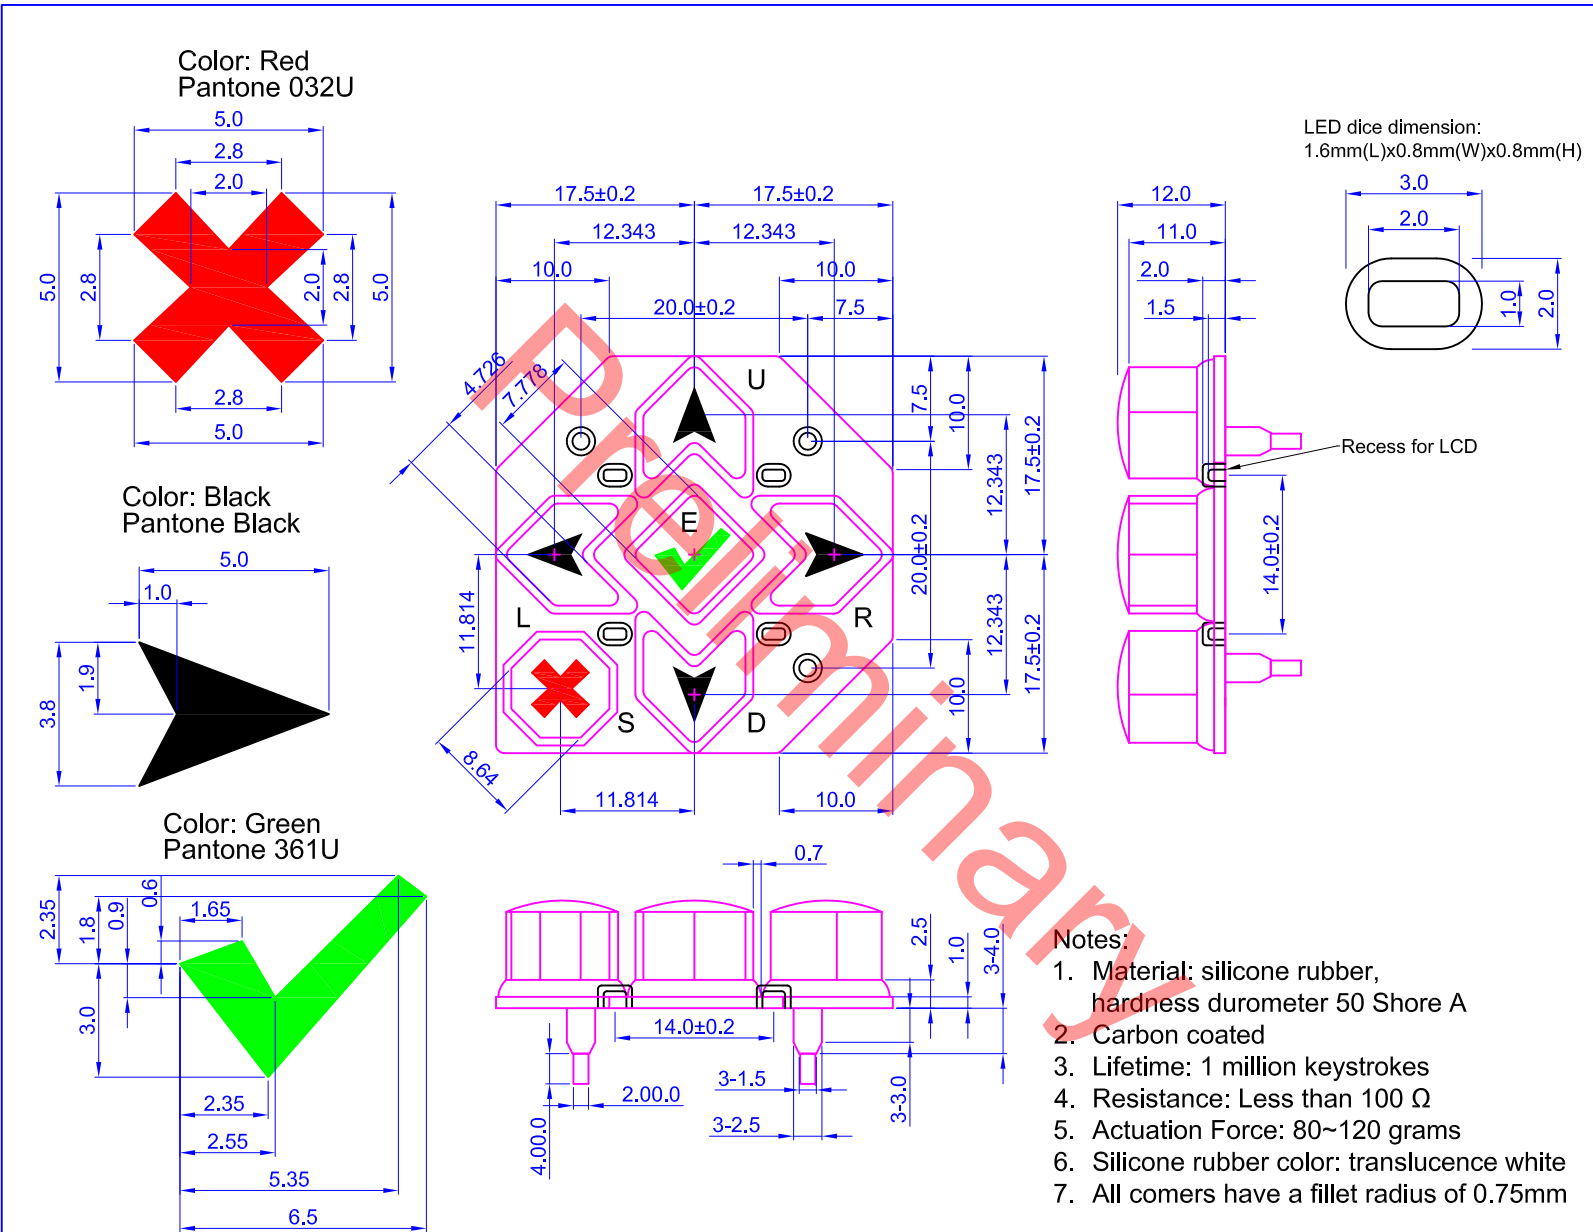 Color: Red
Pantone 032U
5.0
2.8
2.0
5.0
2.8
2.0
2.8
5.0
2.8
5.0
Color: Black
Pantone Black
5.0
1.0
1.9
3.8
Color: Green
Pantone 361U
2.35
1.8
0.9
0.6
1.65
3.0
2.35
2.55
5.35
6.5
17.5±0.2
17.5±0.2
12.343
12.343
10.0
10.0
20.0±0.2
7.5
4.726
7.778
U
E
L
R
S
D
7.5
10.0
12.343
17.5±0.2
20.0±0.2
12.343
17.5±0.2
10.0
11.814
8.64
11.814
10.0
Preliminary
12.0
11.0
2.0
1.5
Recess for LCD
14.0±0.2
LED dice dimension:
1.6mm(L)x0.8mm(W)x0.8mm(H)
3.0
2.0
1.0
2.0
0.7
2.5
1.0
3-4.0
14.0±0.2
3-1.5
2.00.0
3-2.5
4.00.0
3-3.0
Notes:
1. Material: silicone rubber,
hardness durometer 50 Shore A
2. Carbon coated
3. Lifetime: 1 million keystrokes
4. Resistance: Less than 100 Ω
5. Actuation Force: 80~120 grams
6. Silicone rubber color: translucence white
7. All comers have a fillet radius of 0.75mm